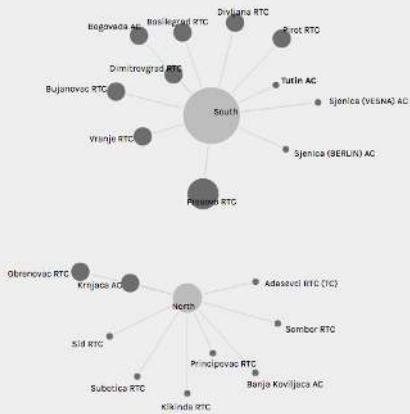 Divljana RTC
Bosilegrad RTC
Bogovađa AC
Pirot RTC
Dimitrovgrad RTC
Tutin AC
Bujanovac RTC
Sjenica (VESNA) AC
South
Vranje RTC
Sjenica (BERLIN) AC
Preševo RTC
Obrenovac RTC
Krnjaca AC
Adasevci RTC (TC)
North
Sombor RTC
Sid RTC
Principovac RTC
Subotica RTC
Banja Koviljaca AC
Kikinda RTC